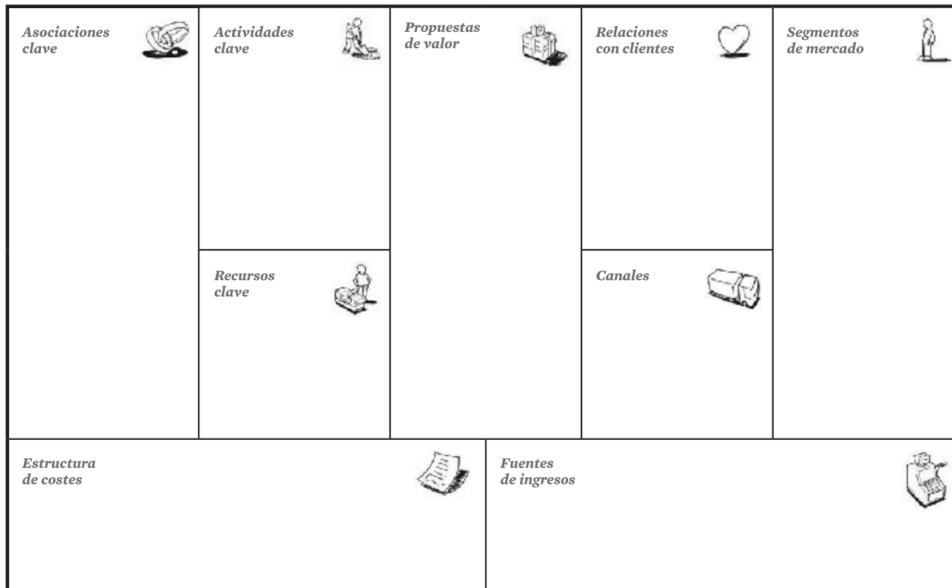 Asociaciones
clave
Actividades
clave
Propuestas
de valor
Relaciones
con clientes
Segmentos
de mercado
Recursos
clave
Canales
Estructura
de costes
Fuentes
de ingresos